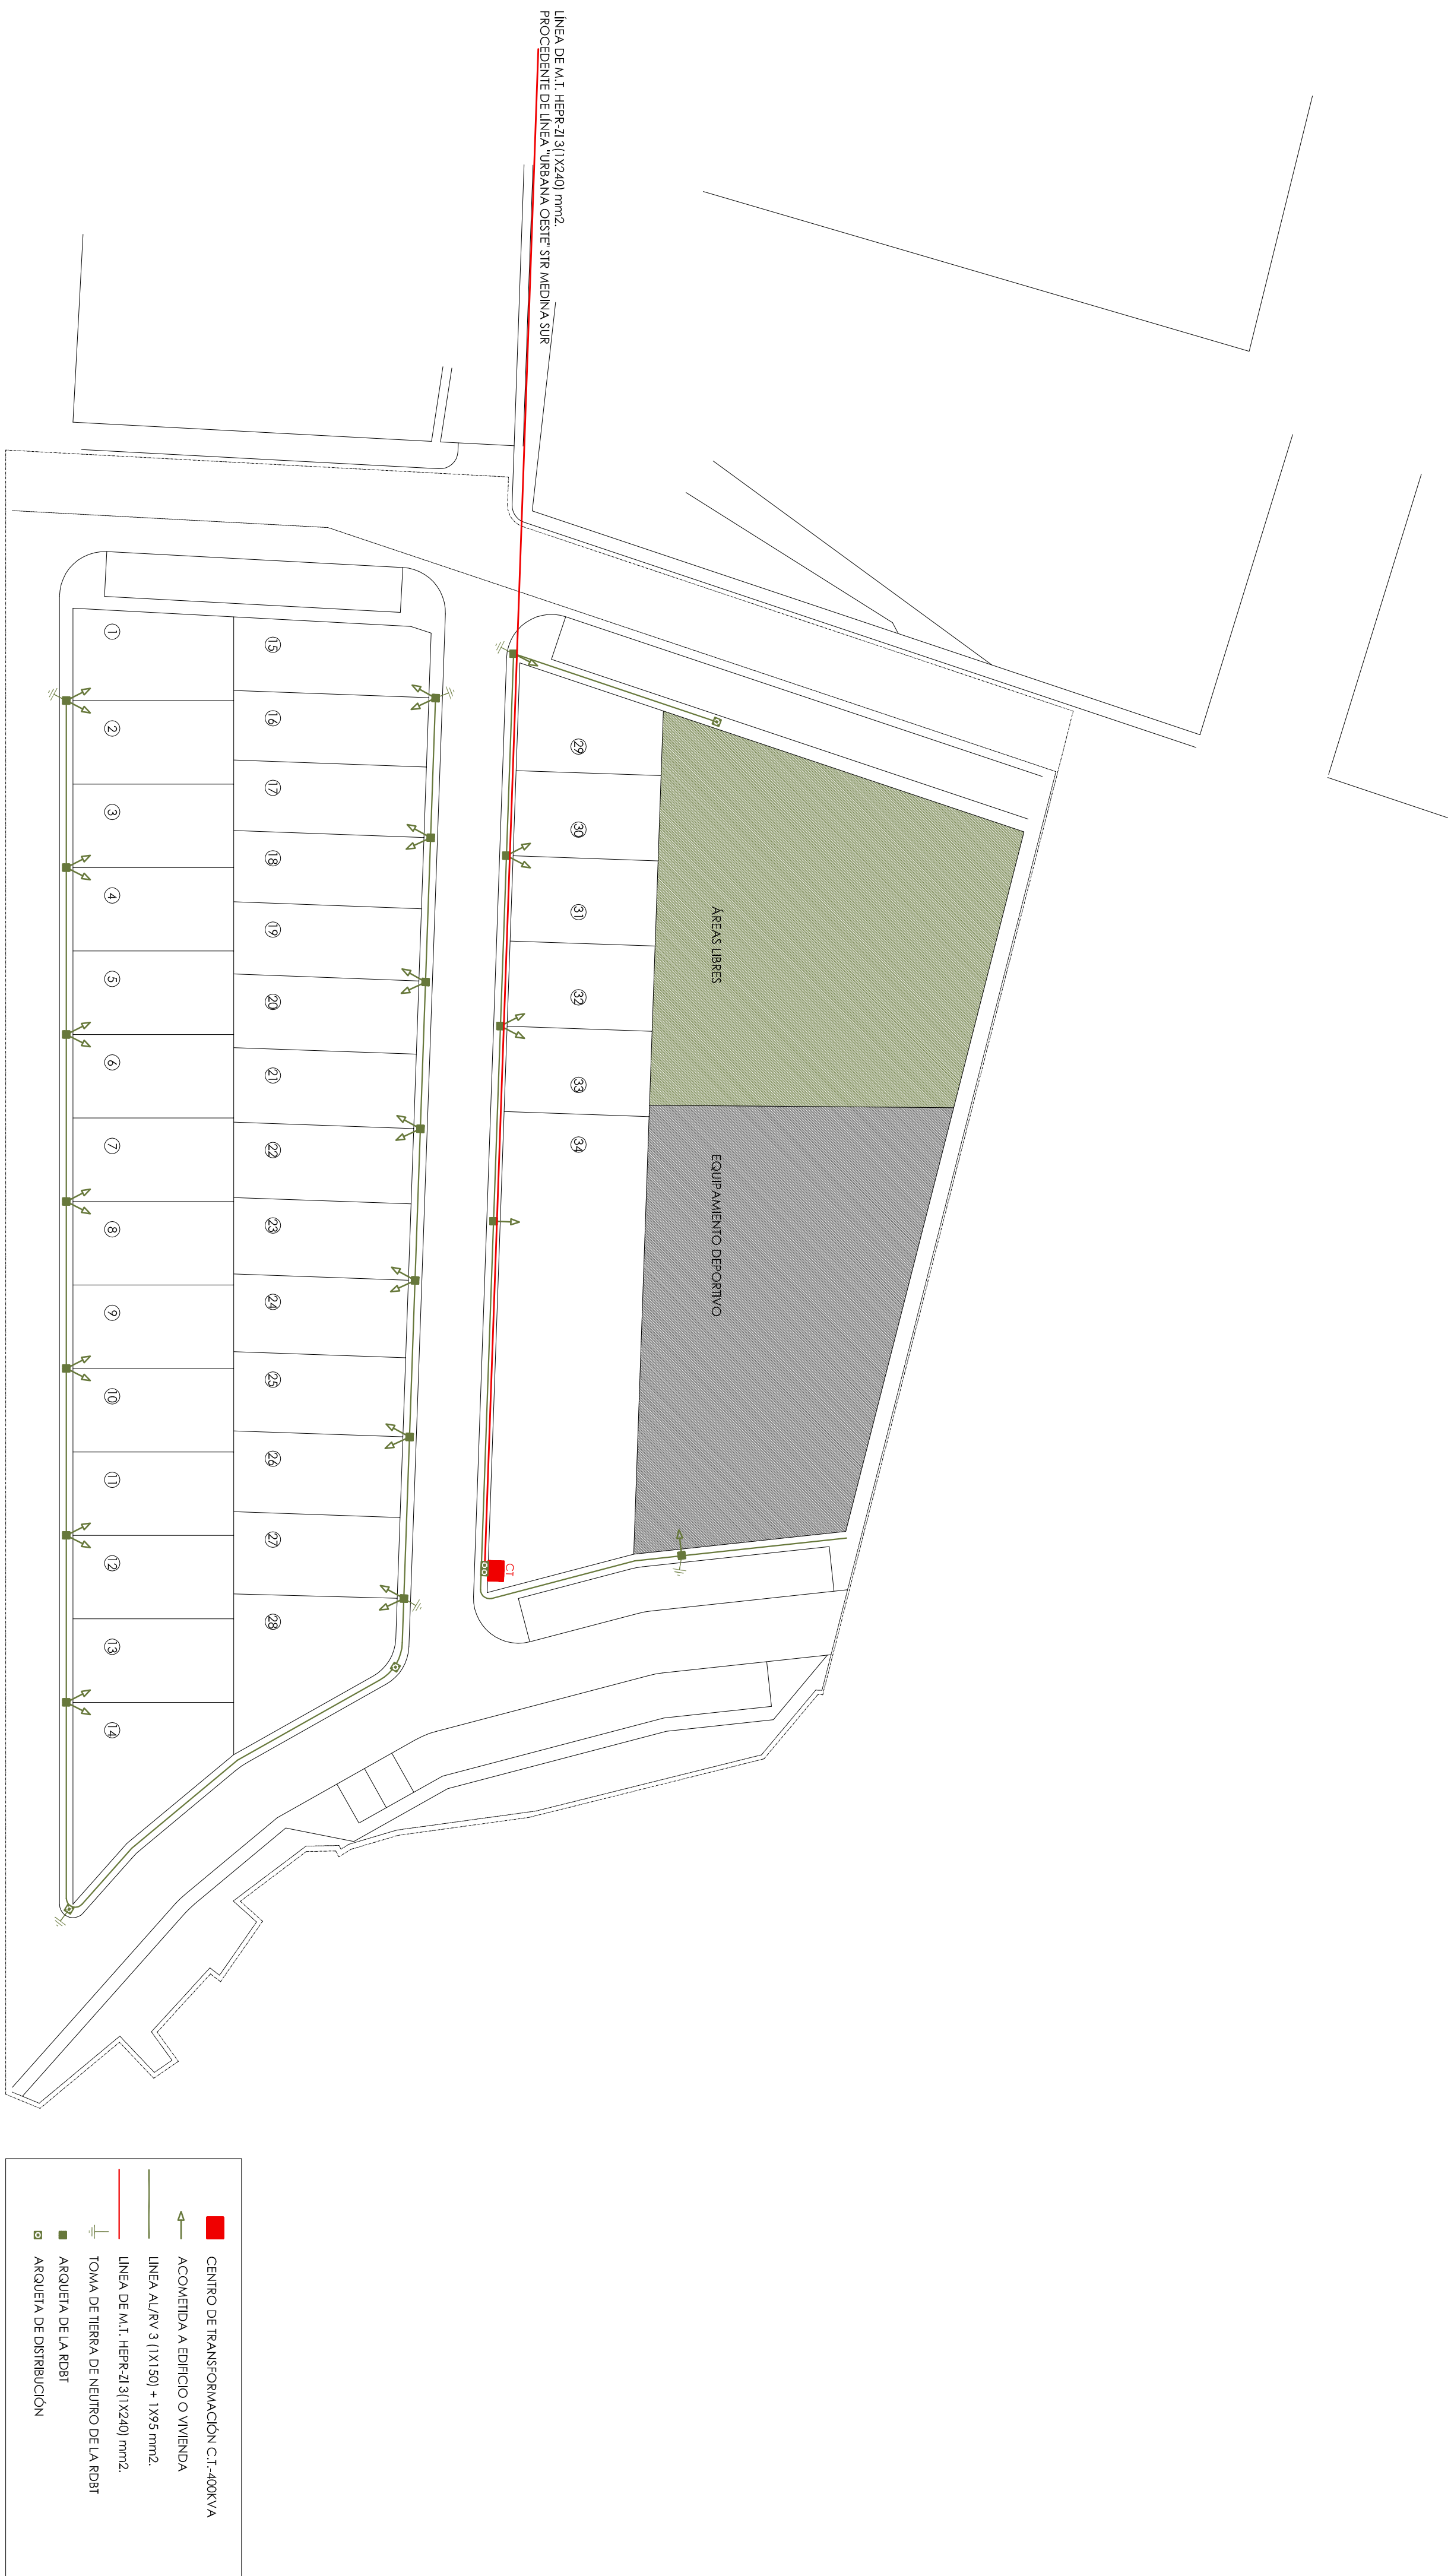 LÍNEA DE M.T. HEPR-ZI 3(1X240) mm2.
PROCEDENTE DE LÍNEA "URBANA OESTE" STR MEDINA SUR
1
2
3
4
5
6
7
8
9
10
11
12
13
14
15
16
17
18
19
20
21
22
23
24
25
26
27
28
29
30
31
32
33
34
ÁREAS LIBRES
EQUIPAMIENTO DEPORTIVO
CT
CENTRO DE TRANSFORMACIÓN C.T.-400KVA
ACOMETIDA A EDIFICIO O VIVIENDA
LINEA AL/RV 3 (1X150) + 1X95 mm2.
LINEA DE M.T. HEPR-ZI 3(1X240) mm2.
TOMA DE TIERRA DE NEUTRO DE LA RDBT
ARQUETA DE LA RDBT
ARQUETA DE DISTRIBUCIÓN